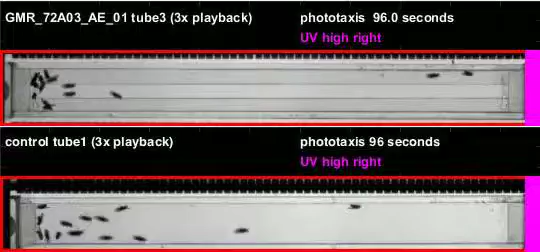 GMR_72A03_AE_01 tube3 (3x playback) phototaxis 96.0 seconds
UV high right
control tube1 (3x playback) phototaxis 96 seconds
UV high right